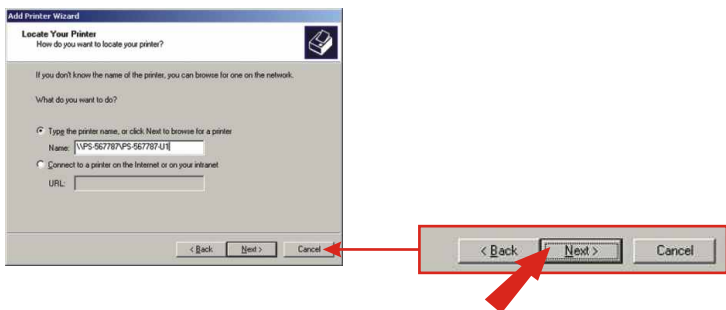 Add Printer Wizard
Locate Your Printer
How do you want to locate your printer?
If you don't know the name of the printer, you can browse for one on the network.
What do you want to do?
Type the printer name, or click Next to browse for a printer
Name: \\PS-567787\PS-567787-U1
Connect to a printer on the Internet or on your intranet
URL:
< Back Next > Cancel
< Back Next > Cancel